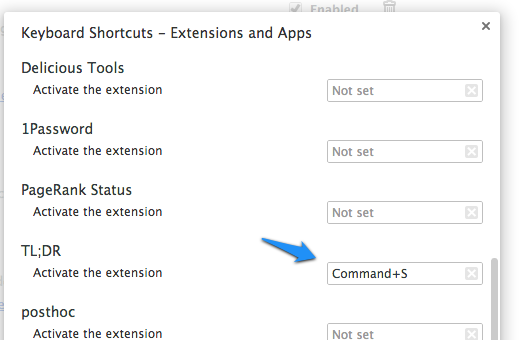 Enabled
Keyboard Shortcuts – Extensions and Apps
Delicious Tools
Activate the extension
Not set
1Password
Activate the extension
Not set
PageRank Status
Activate the extension
Not set
TL;DR
Activate the extension
Command+S
posthoc
Activate the extension
Not set